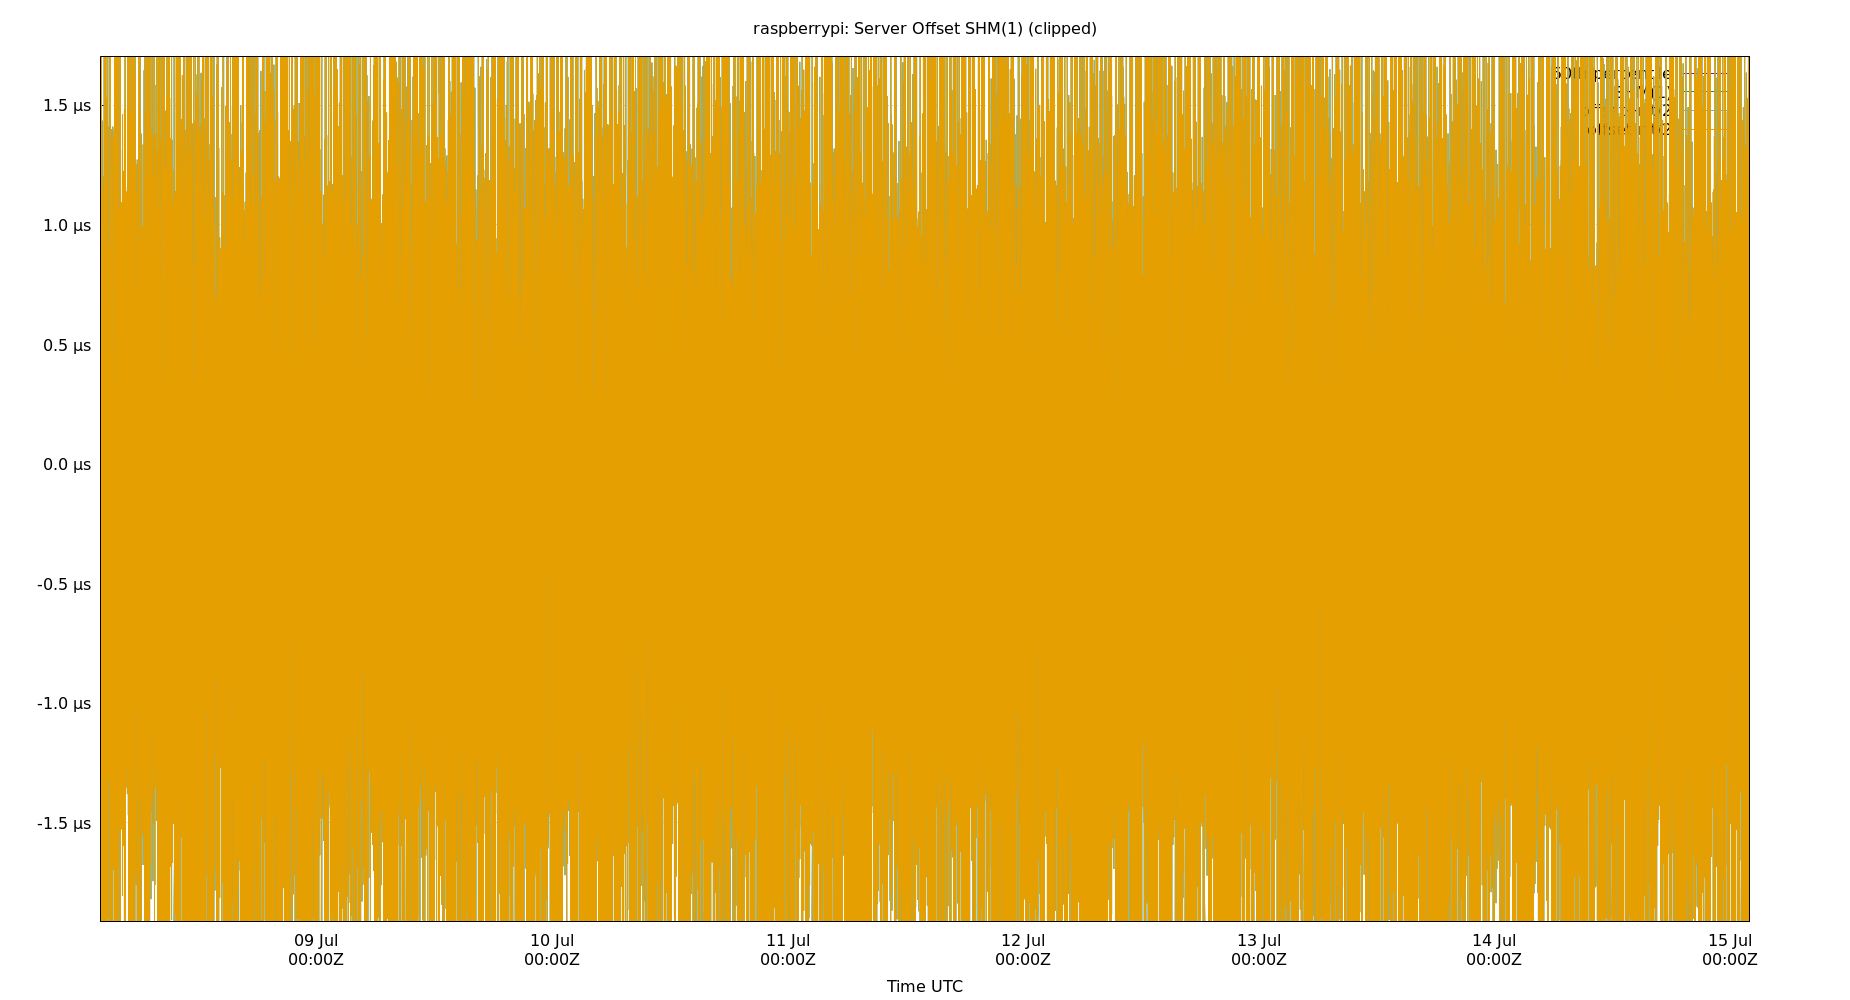 raspberrypi: Server Offset SHM(1) (clipped)
1.5 µs
1.0 µs
0.5 µs
0.0 µs
-0.5 µs
-1.0 µs
-1.5 µs
09 Jul 10 Jul 11 Jul 12 Jul 13 Jul 14 Jul 15 Jul
00:00Z 00:00Z 00:00Z 00:00Z 00:00Z 00:00Z 00:00Z
Time UTC